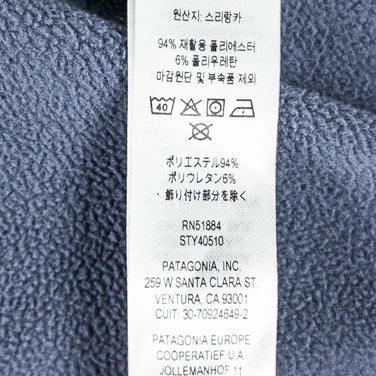 원산지: 스리랑카
94% 재활용 폴리에스터
6% 폴리우레탄
마감원단 및 부속품 제외
40
ポリエステル94%
ポリウレタン6%
・飾り付け部分を除く
RN51884
STY40510
PATAGONIA, INC.
259 W SANTA CLARA ST.
VENTURA, CA 93001
CUIT: 30-70924649-2
PATAGONIA EUROPE
COÖPERATIEF U.A.
JOLLEMANHOF 11